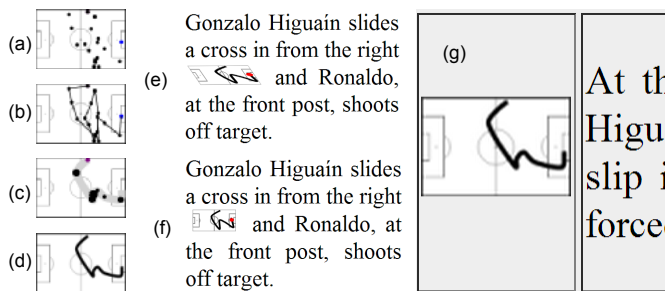 (a)
(b)
(c)
(d)
(e)
Gonzalo Higuaín slides
a cross in from the right
and Ronaldo,
at the front post, shoots
off target.
(f)
Gonzalo Higuaín slides
a cross in from the right
and Ronaldo, at
the front post, shoots
off target.
(g)
At th
Higu
slip i
force